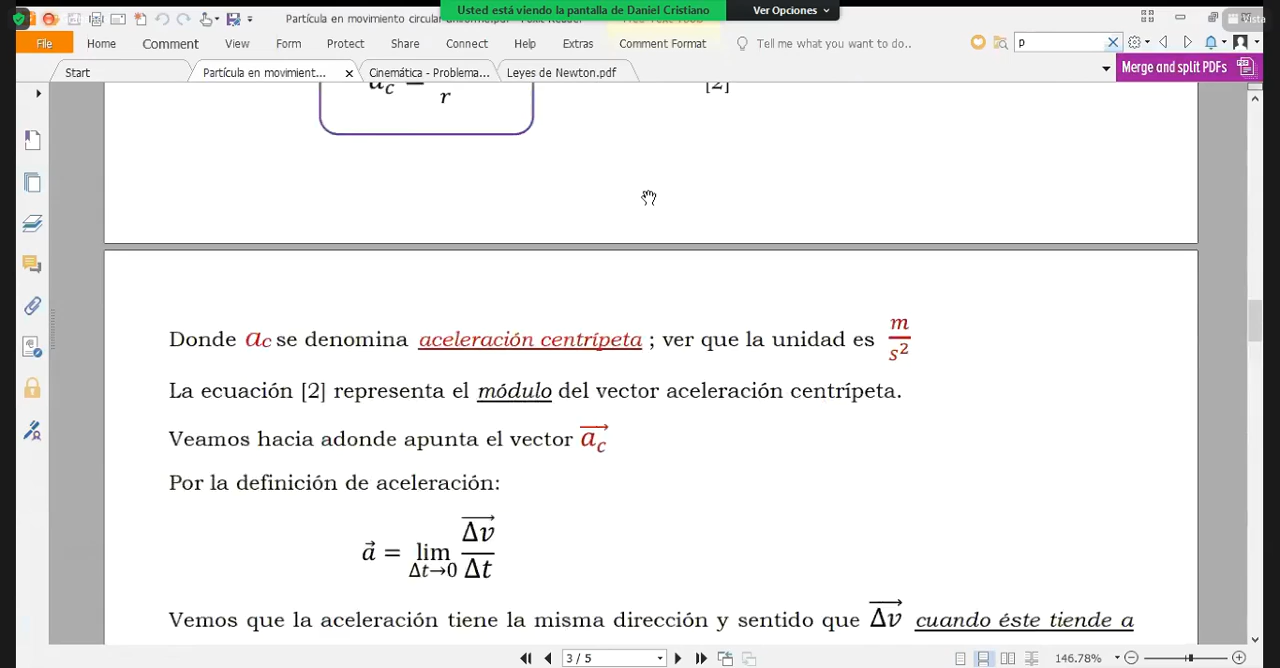 Usted está viendo la pantalla de Daniel Cristiano
Ver Opciones
Partícula en movimiento circular
File Home Comment View Form Protect Share Connect Help Extras Comment Format Tell me what you want to do.. p
Start Partícula en movimient... Cinemática - Problema... Leyes de Newton.pdf
Merge and split PDFs
r
[2]
Donde ac se denomina aceleración centrípeta ; ver que la unidad es m/s²
La ecuación [2] representa el módulo del vector aceleración centrípeta.
Veamos hacia adonde apunta el vector a⃗c
Por la definición de aceleración:
a⃗ = lim Δt→0 Δv⃗/Δt
Vemos que la aceleración tiene la misma dirección y sentido que Δv⃗ cuando éste tiende a
3 / 5
146.78%